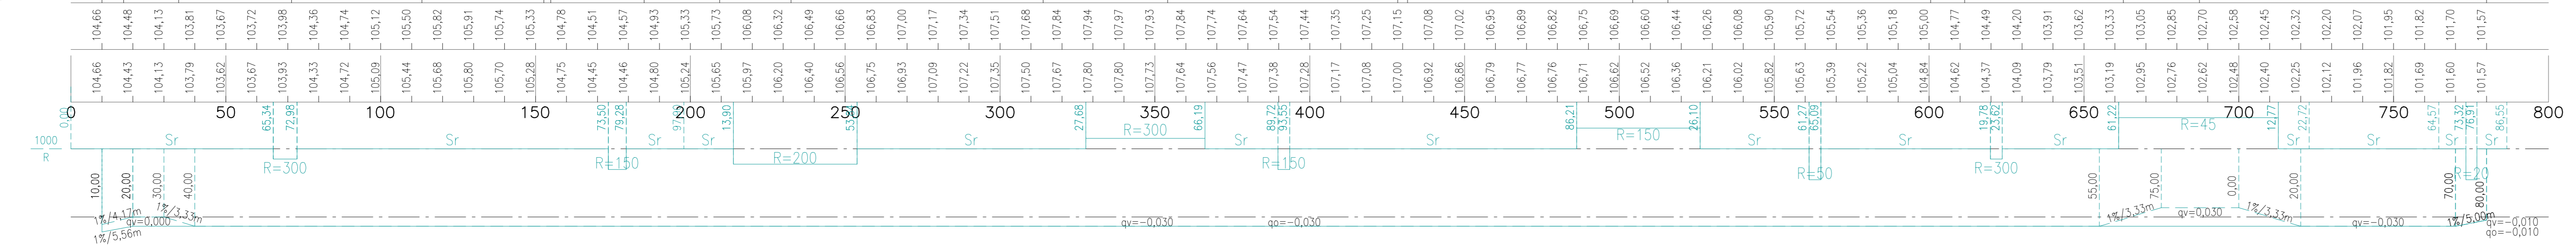 104,66 104,48 104,13 103,81 103,67 103,72 103,98 104,36 104,74 105,12 105,50 105,82 105,91 105,74 105,33 104,78 104,51 104,57 104,93 105,33 105,73 106,08 106,32 106,49 106,66 106,83 107,00 107,17 107,34 107,51 107,68 107,84 107,94 107,97 107,93 107,84 107,74 107,64 107,54 107,44 107,35 107,25 107,15 107,08 107,02 106,95 106,89 106,82 106,75 106,69 106,60 106,44 106,26 106,08 105,90 105,72 105,54 105,36 105,18 105,00 104,77 104,49 104,20 103,91 103,62 103,33 103,05 102,85 102,70 102,58 102,45 102,32 102,20 102,07 101,95 101,82 101,70 101,57
104,66 104,43 104,13 103,79 103,62 103,67 103,93 104,33 104,72 105,09 105,44 105,68 105,80 105,70 105,28 104,75 104,45 104,46 104,80 105,24 105,65 105,97 106,20 106,40 106,56 106,75 106,93 107,09 107,22 107,35 107,50 107,67 107,80 107,80 107,73 107,64 107,56 107,47 107,38 107,28 107,17 107,08 107,00 106,92 106,86 106,79 106,77 106,76 106,71 106,62 106,52 106,36 106,21 106,02 105,82 105,63 105,39 105,22 105,04 104,84 104,62 104,37 104,09 103,79 103,51 103,19 102,95 102,76 102,62 102,48 102,40 102,25 102,12 101,96 101,82 101,69 101,60 101,57
0 50 100 150 200 250 300 350 400 450 500 550 600 650 700 750 800
0,00 65,34 72,98 73,50 79,28 13,90 27,68 66,19 89,72 93,55 86,21 26,10 61,27 65,09 19,78 23,62 61,22 12,77 22,72 64,57 73,32 76,91 86,55
1000
R
Sr Sr Sr Sr Sr Sr Sr Sr Sr Sr Sr Sr Sr Sr
R=300 R=150 R=200 R=300 R=150 R=150 R=50 R=300 R=45 R=20
10,00 20,00 30,00 40,00 55,00 75,00 0,00 20,00 70,00 80,00
1%/4,17m 1%/3,33m 1%/3,33m 1%/3,33m 1%/5,00m
qv=0,000 qv=-0,030 qo=-0,030 qv=0,030 qv=-0,030 qv=-0,010
1%/5,56m qo=-0,010